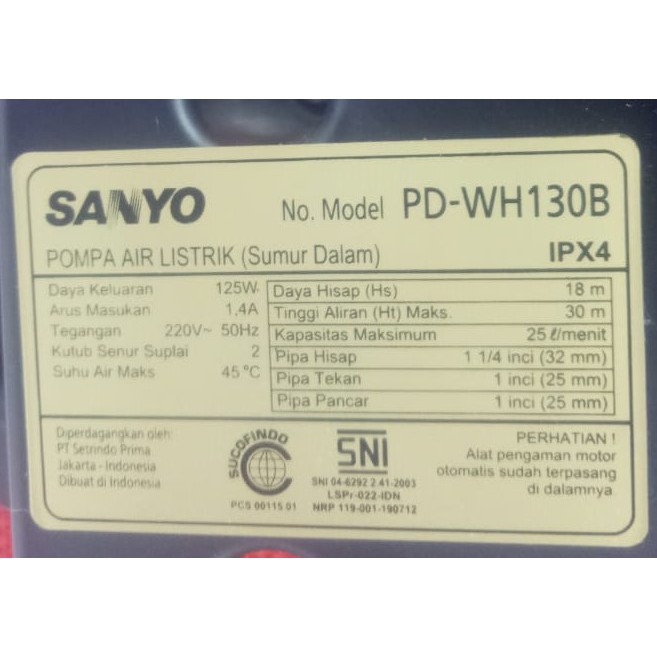 SANYO No. Model PD-WH130B
POMPA AIR LISTRIK (Sumur Dalam) IPX4
Daya Keluaran 125W
Arus Masukan 1,4A
Tegangan 220V~ 50Hz
Kutub Senur Suplai 2
Suhu Air Maks 45 °C
Daya Hisap (Hs) 18 m
Tinggi Aliran (Ht) Maks. 30 m
Kapasitas Maksimum 25 ℓ/menit
Pipa Hisap 1 1/4 inci (32 mm)
Pipa Tekan 1 inci (25 mm)
Pipa Pancar 1 inci (25 mm)
Diperdagangkan oleh:
PT Setrindo Prima
Jakarta - Indonesia
Dibuat di Indonesia
SUCOFINDO
PCS 00115 01
SNI
SNI 04-6292 2 41-2003
LSPr-022-IDN
NRP 119-001-190712
PERHATIAN !
Alat pengaman motor
otomatis sudah terpasang
di dalamnya